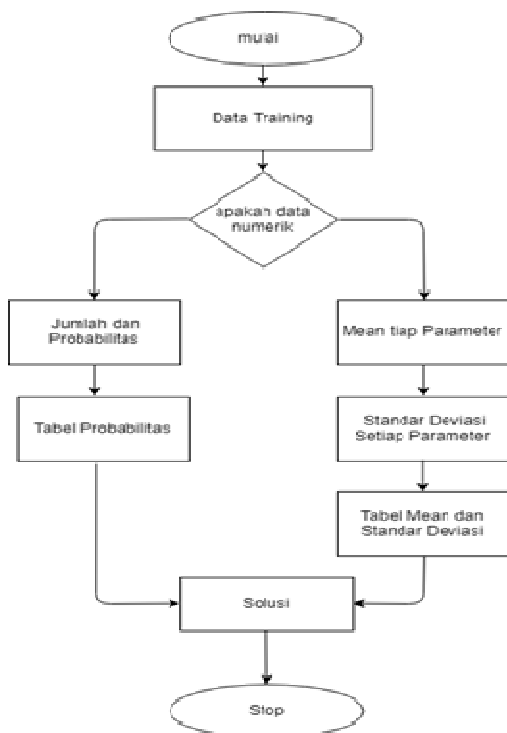 mulai
Data Training
apakah data
numerik
Jumlah dan
Probabilitas
Mean tiap Parameter
Tabel Probabilitas
Standar Deviasi
Setiap Parameter
Tabel Mean dan
Standar Deviasi
Solusi
Stop